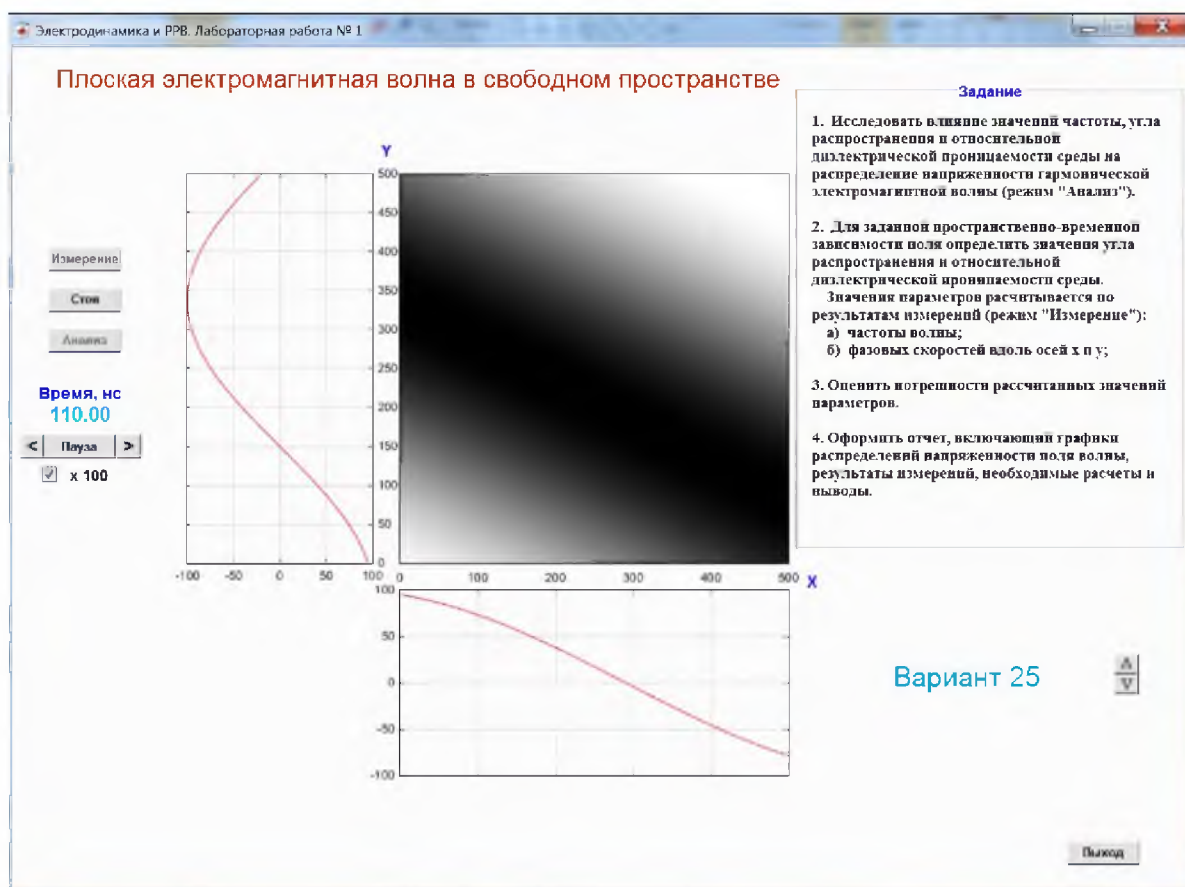 Электродинамика и РРВ. Лабораторная работа № 1
Плоская электромагнитная волна в свободном пространстве
Задание
1. Исследовать влияние значений частоты, угла
распространения и относительной
диэлектрической проницаемости среды на
распределение напряженности гармонической
электромагнитной волны (режим "Анализ").
2. Для заданной пространственно-временной
зависимости поля определить значения угла
распространения и относительной
диэлектрической проницаемости среды.
Значения параметров расчитывается по
результатам измерений (режим "Измерение"):
а) частоты волны;
б) фазовых скоростей вдоль осей x и y;
3. Оценить погрешности рассчитанных значений
параметров.
4. Оформить отчет, включающий графики
распределений напряженности поля волны,
результаты измерений, необходимые расчеты и
выводы.
Измерение
Стоп
Анализ
Время, нс
110.00
< Пауза >
x 100
Y
500
450
400
350
300
250
200
150
100
50
0
-100 -50 0 50 100
0 100 200 300 400 500 X
100
50
0
-50
-100
Вариант 25
Λ
V
Выход